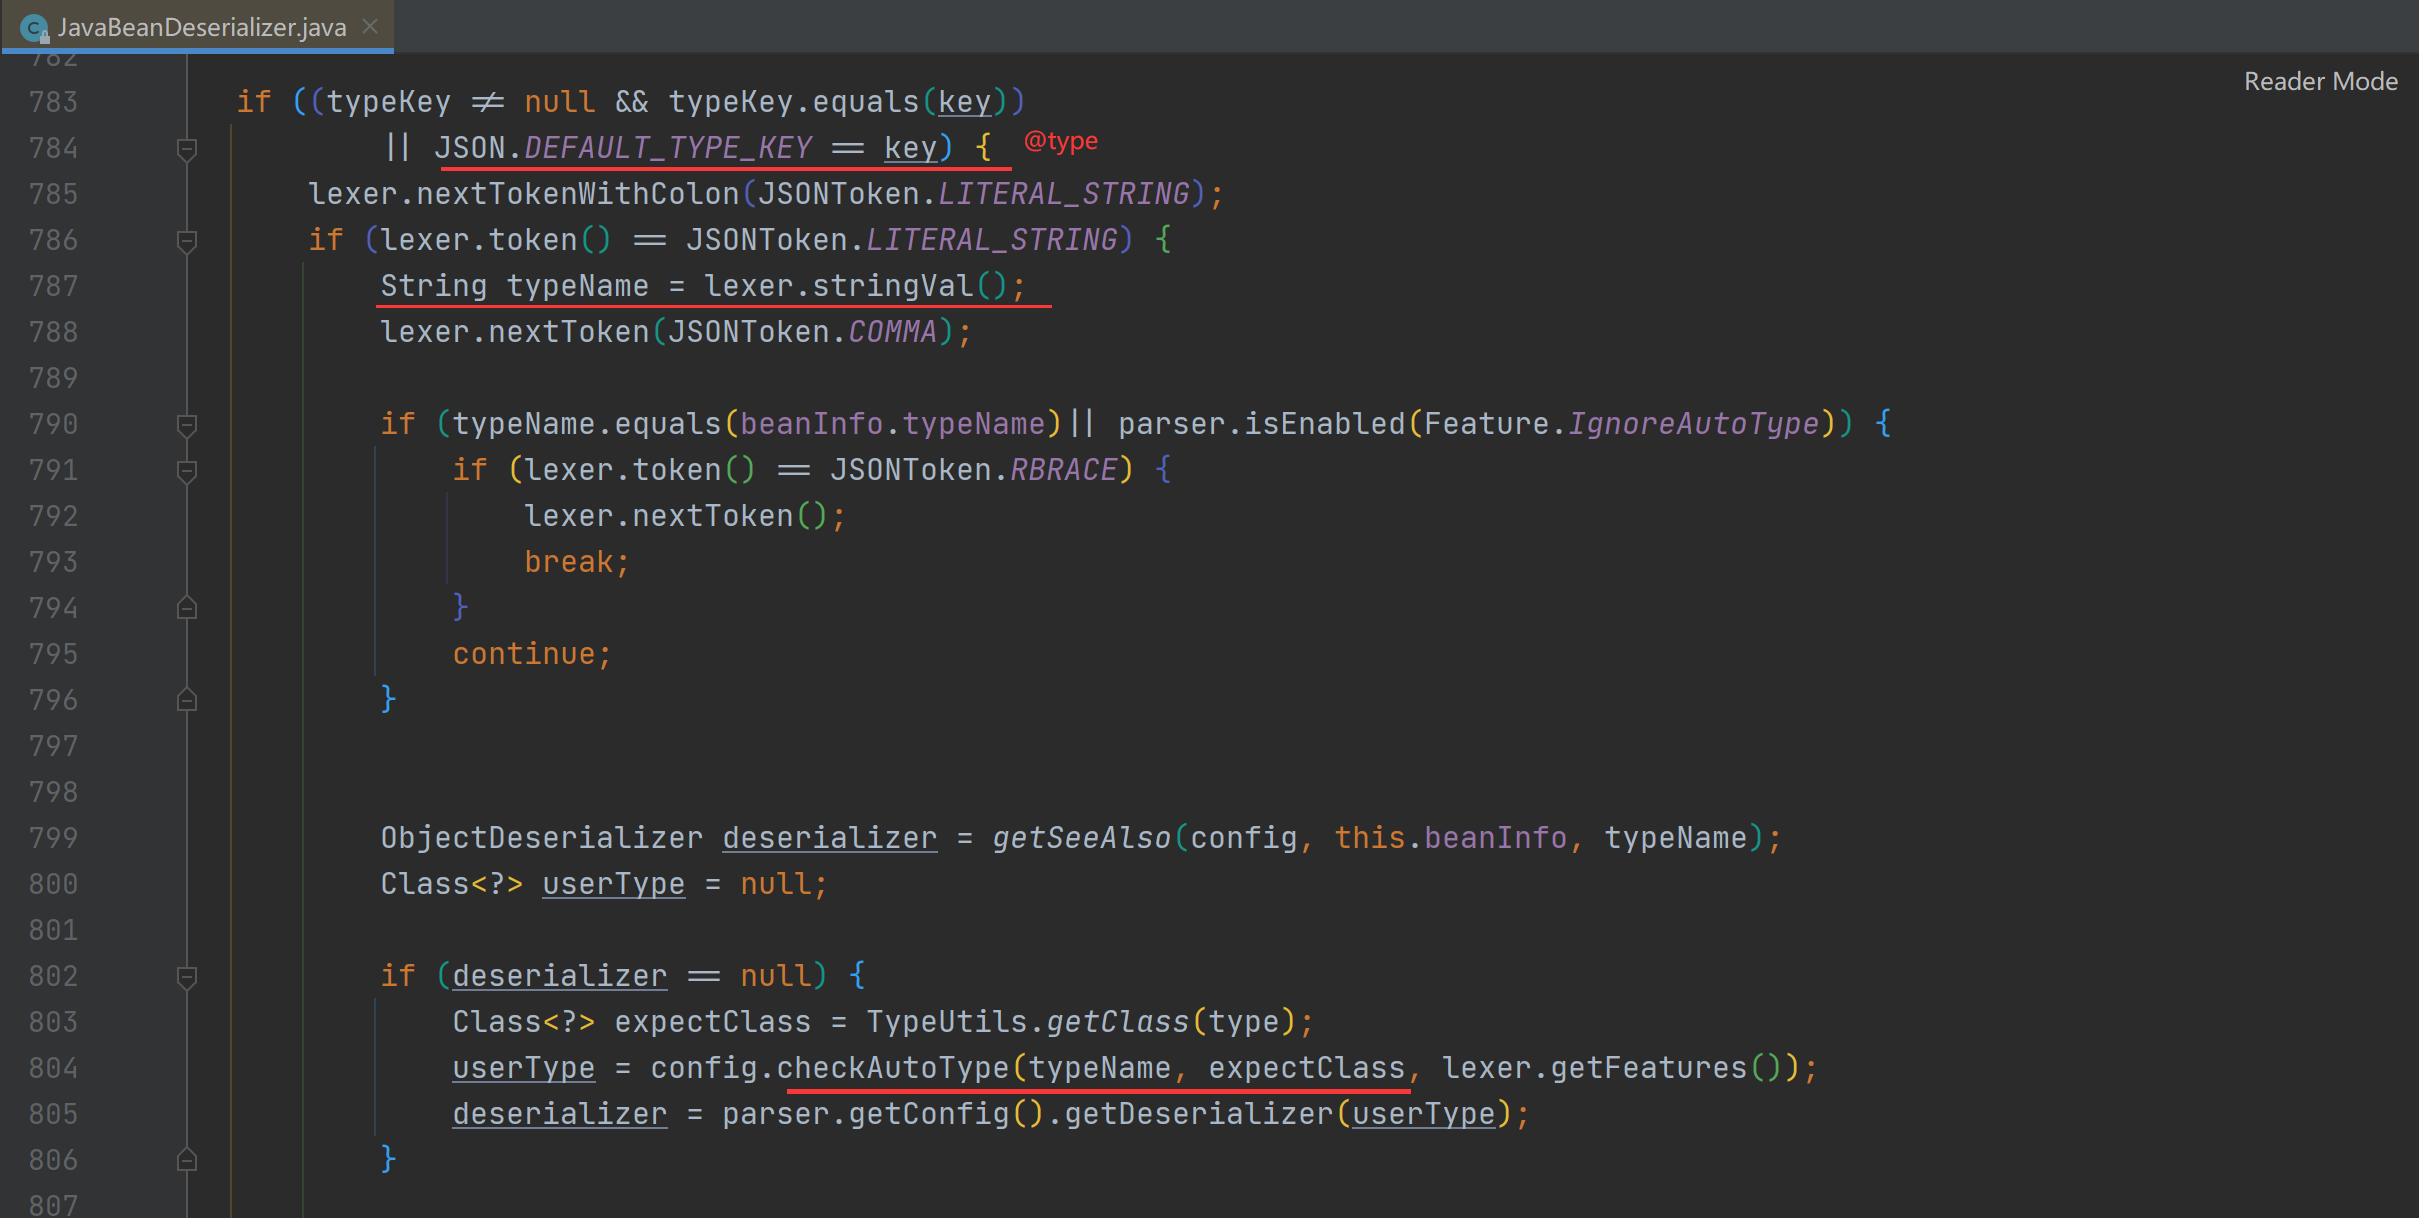 JavaBeanDeserializer.java
782
Reader Mode
783 if ((typeKey != null && typeKey.equals(key))
784 || JSON.DEFAULT_TYPE_KEY == key) { @type
785 lexer.nextTokenWithColon(JSONToken.LITERAL_STRING);
786 if (lexer.token() == JSONToken.LITERAL_STRING) {
787 String typeName = lexer.stringVal();
788 lexer.nextToken(JSONToken.COMMA);
789
790 if (typeName.equals(beanInfo.typeName)|| parser.isEnabled(Feature.IgnoreAutoType)) {
791 if (lexer.token() == JSONToken.RBRACE) {
792 lexer.nextToken();
793 break;
794 }
795 continue;
796 }
797
798
799 ObjectDeserializer deserializer = getSeeAlso(config, this.beanInfo, typeName);
800 Class<?> userType = null;
801
802 if (deserializer == null) {
803 Class<?> expectClass = TypeUtils.getClass(type);
804 userType = config.checkAutoType(typeName, expectClass, lexer.getFeatures());
805 deserializer = parser.getConfig().getDeserializer(userType);
806 }
807